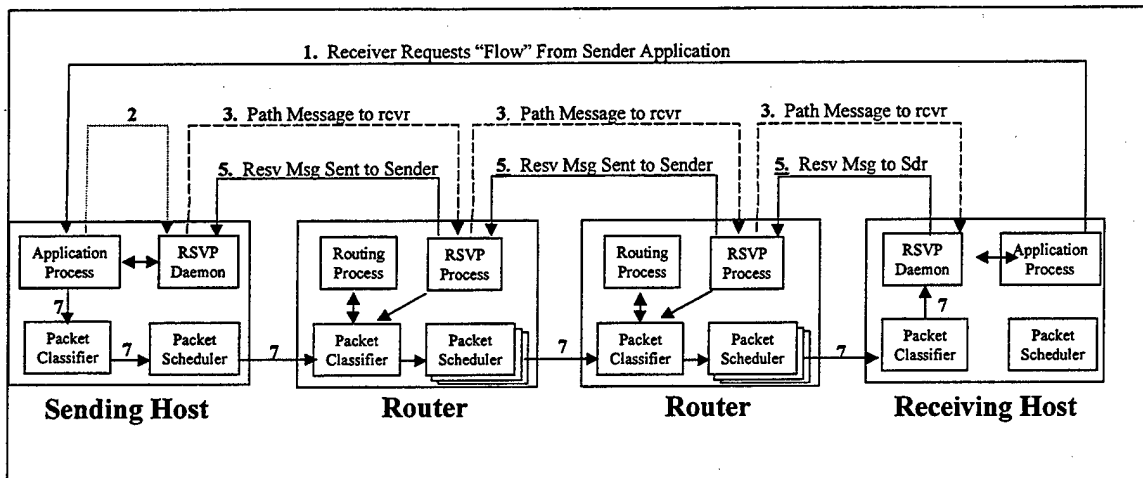 1. Receiver Requests “Flow” From Sender Application
2
3. Path Message to rcvr
3. Path Message to rcvr
3. Path Message to rcvr
5. Resv Msg Sent to Sender
5. Resv Msg Sent to Sender
5. Resv Msg to Sdr
Application
Process
RSVP
Daemon
7
Packet
Classifier
7
Packet
Scheduler
7
Sending Host
Routing
Process
RSVP
Process
Packet
Classifier
Packet
Scheduler
7
Router
Routing
Process
RSVP
Process
Packet
Classifier
Packet
Scheduler
7
Router
RSVP
Daemon
Application
Process
7
Packet
Classifier
Packet
Scheduler
Receiving Host